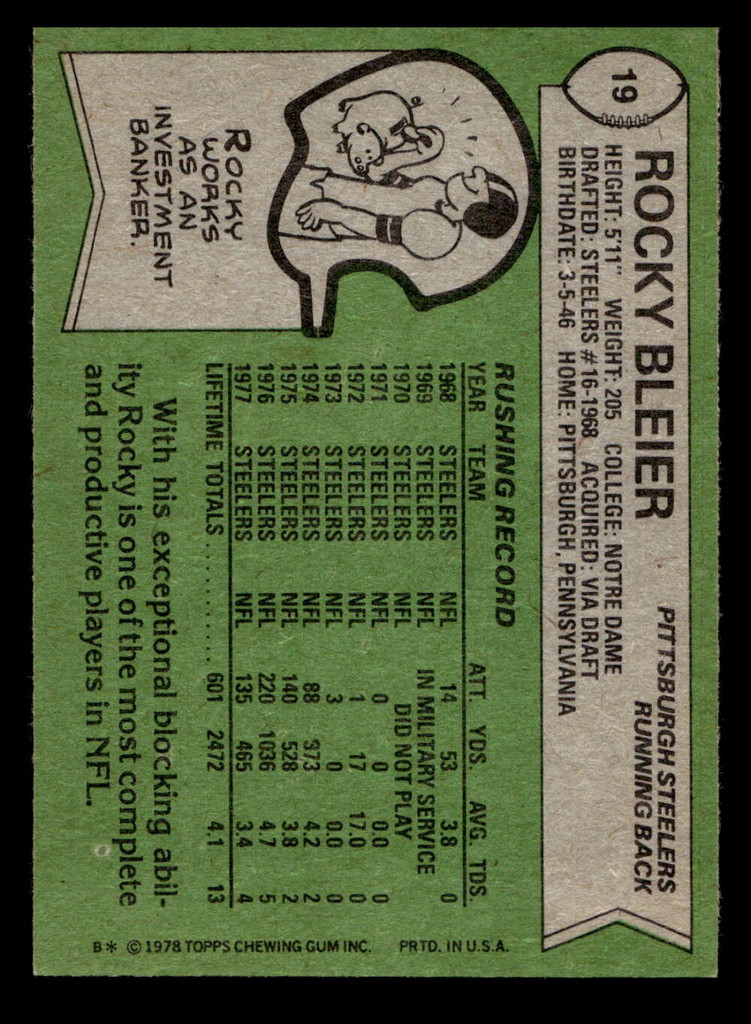 19
ROCKY BLEIER
PITTSBURGH STEELERS
RUNNING BACK
HEIGHT: 5'11" WEIGHT: 205 COLLEGE: NOTRE DAME
DRAFTED: STEELERS #16-1968 ACQUIRED: VIA DRAFT
BIRTHDATE: 3-5-46 HOME: PITTSBURGH, PENNSYLVANIA
ROCKY
WORKS
AS AN
INVESTMENT
BANKER.
RUSHING RECORD
YEAR TEAM ATT. YDS. AVG. TDS.
1968 STEELERS NFL 14 53 3.8 0
1969 STEELERS NFL IN MILITARY SERVICE
1970 STEELERS NFL DID NOT PLAY
1971 STEELERS NFL 0 0 0.0 0
1972 STEELERS NFL 1 17 17.0 0
1973 STEELERS NFL 3 0 0.0 0
1974 STEELERS NFL 88 373 4.2 2
1975 STEELERS NFL 140 528 3.8 2
1976 STEELERS NFL 220 1036 4.7 5
1977 STEELERS NFL 135 465 3.4 4
LIFETIME TOTALS .......... 601 2472 4.1 13
With his exceptional blocking abil-
ity Rocky is one of the most complete
and productive players in NFL.
B* © 1978 TOPPS CHEWING GUM INC. PRTD. IN U.S.A.